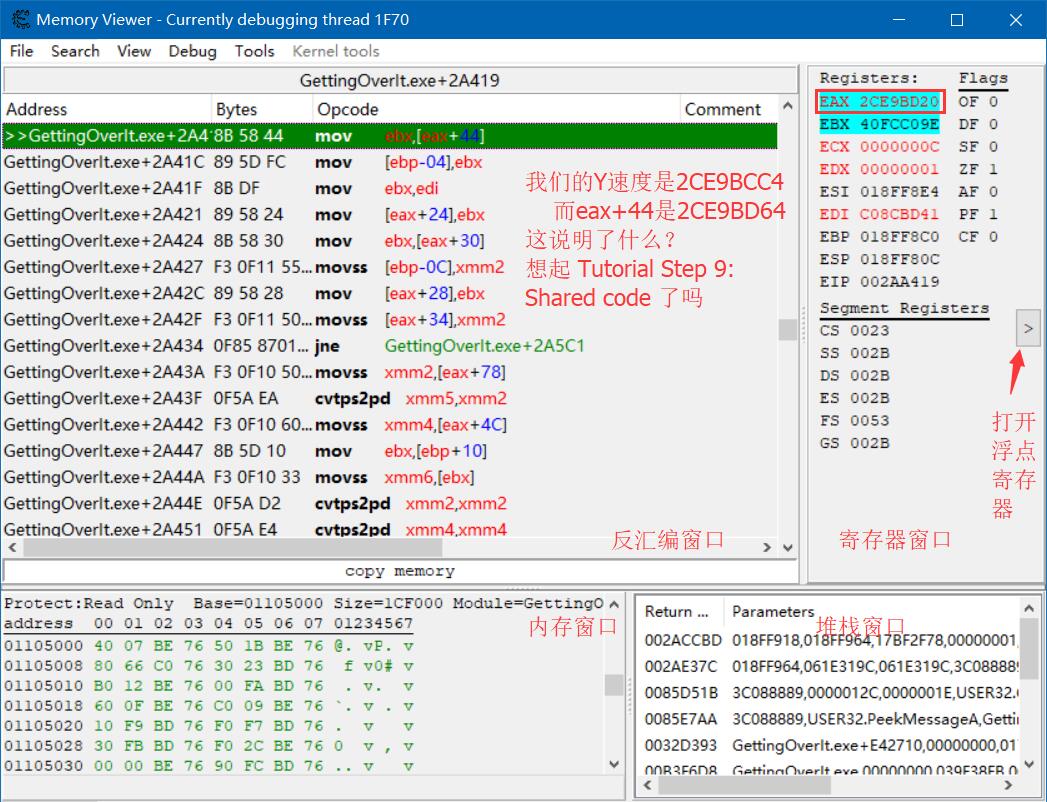 Memory Viewer - Currently debugging thread 1F70
File Search View Debug Tools Kernel tools
GettingOverIt.exe+2A419
Address Bytes Opcode Comment
>>GettingOverIt.exe+2A4 8B 58 44 mov ebx,[eax+44]
GettingOverIt.exe+2A41C 89 5D FC mov [ebp-04],ebx
GettingOverIt.exe+2A41F 8B DF mov ebx,edi
GettingOverIt.exe+2A421 89 58 24 mov [eax+24],ebx
GettingOverIt.exe+2A424 8B 58 30 mov ebx,[eax+30]
GettingOverIt.exe+2A427 F3 0F 11 55... movss [ebp-0C],xmm2
GettingOverIt.exe+2A42C 8B 58 28 mov [eax+28],ebx
GettingOverIt.exe+2A42F F3 0F 11 50... movss [eax+34],xmm2
GettingOverIt.exe+2A434 0F85 8701... jne GettingOverIt.exe+2A5C1
GettingOverIt.exe+2A43A F3 0F 10 50... movss xmm2,[eax+78]
GettingOverIt.exe+2A43F 0F5A EA cvtps2pd xmm5,xmm2
GettingOverIt.exe+2A442 F3 0F 10 60... movss xmm4,[eax+4C]
GettingOverIt.exe+2A447 8B 5D 10 mov ebx,[ebp+10]
GettingOverIt.exe+2A44A F3 0F 10 33 movss xmm6,[ebx]
GettingOverIt.exe+2A44E 0F5A D2 cvtps2pd xmm2,xmm2
GettingOverIt.exe+2A451 0F5A E4 cvtps2pd xmm4,xmm4
我们的Y速度是2CE9BCC4
而eax+44是2CE9BD64
这说明了什么?
想起 Tutorial Step 9:
Shared code 了吗
反汇编窗口
copy memory
Registers: Flags
EAX 2CE9BD20 OF 0
EBX 40FCC09E DF 0
ECX 0000000C SF 0
EDX 00000001 ZF 1
ESI 018FF8E4 AF 0
EDI C08CBD41 PF 1
EBP 018FF8C0 CF 0
ESP 018FF80C
EIP 002AA419
Segment Registers
CS 0023
SS 002B
DS 002B
ES 002B
FS 0053
GS 002B
>
打开
浮点
寄存
器
寄存器窗口
Protect:Read Only Base=01105000 Size=1CF000 Module=GettingO
address 00 01 02 03 04 05 06 07 01234567
01105000 40 07 BE 76 50 1B BE 76 @. vP. v
01105008 80 66 C0 76 30 23 BD 76 f v0# v
01105010 B0 12 BE 76 00 FA BD 76 . v. v
01105018 60 0F BE 76 C0 09 BE 76 `. v . v
01105020 10 F9 BD 76 F0 F7 BD 76 . v v
01105028 30 FB BD 76 F0 2C BE 76 0 v , v
01105030 00 00 BE 76 90 FC BD 76 .. v v
内存窗口
Return ... Parameters
002ACCBD 018FF918,018FF964,17BF2F78,00000001,
002AE37C 018FF964,061E319C,061E319C,3C088889
0085D51B 3C088889,0000012C,0000001E,USER32.
0085E7AA 3C088889,USER32.PeekMessageA,Getti
0032D393 GettingOverIt.exe+E42710,00000000,01
00B3F6D8 GettingOverIt.exe,00000000,039F38FB,0
堆栈窗口